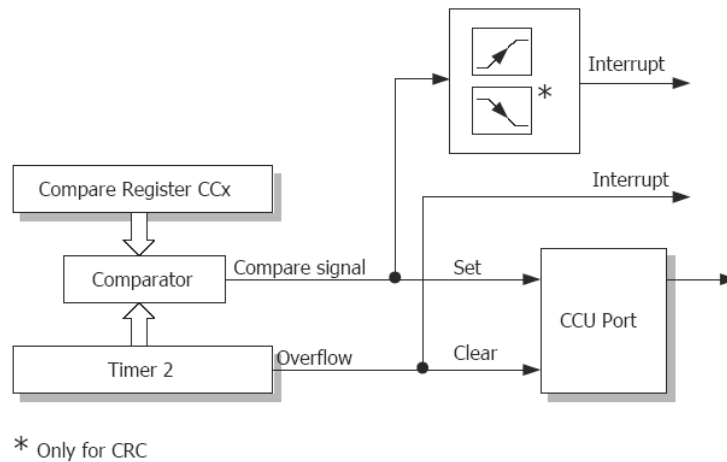 Interrupt
*
Interrupt
Compare Register CCx
Comparator
Compare signal
Set
CCU Port
Timer 2
Overflow
Clear
* Only for CRC